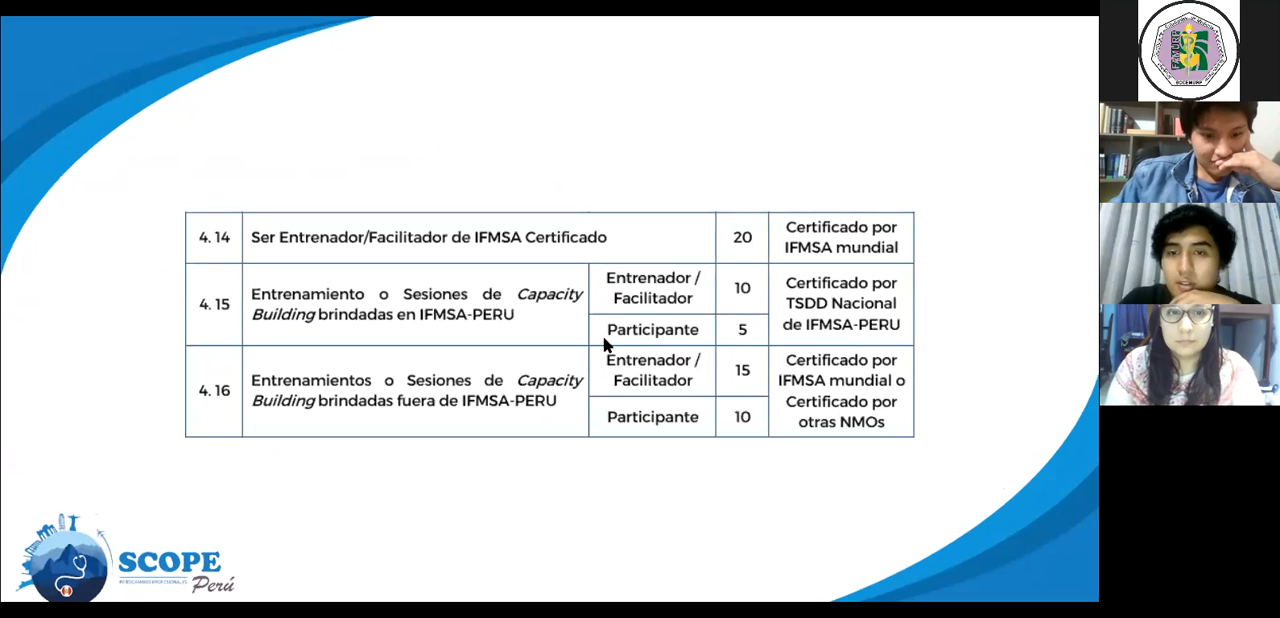 4. 14
Ser Entrenador/Facilitador de IFMSA Certificado
20
Certificado por
IFMSA mundial
4. 15
Entrenamiento o Sesiones de Capacity
Building brindadas en IFMSA-PERU
Entrenador /
Facilitador
10
Participante
5
Certificado por
TSDD Nacional
de IFMSA-PERU
4. 16
Entrenamientos o Sesiones de Capacity
Building brindadas fuera de IFMSA-PERU
Entrenador /
Facilitador
15
Participante
10
Certificado por
IFMSA mundial o
Certificado por
otras NMOs
SCOPE
Perú
SOCEMURP